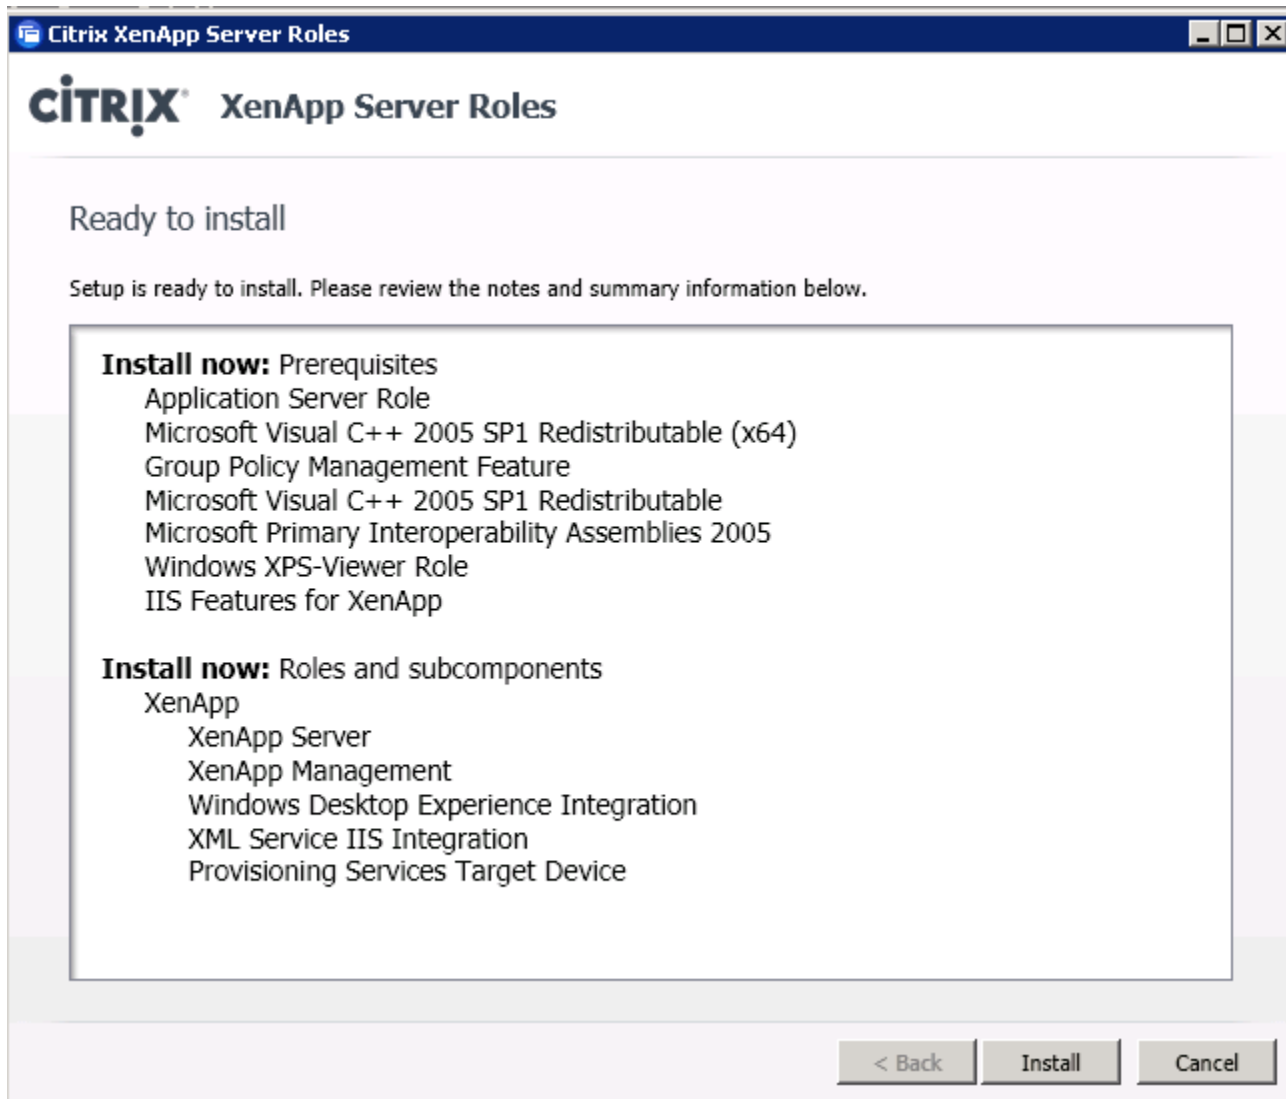 Citrix XenApp Server Roles
CİTRIX® XenApp Server Roles
Ready to install
Setup is ready to install. Please review the notes and summary information below.
Install now: Prerequisites
Application Server Role
Microsoft Visual C++ 2005 SP1 Redistributable (x64)
Group Policy Management Feature
Microsoft Visual C++ 2005 SP1 Redistributable
Microsoft Primary Interoperability Assemblies 2005
Windows XPS-Viewer Role
IIS Features for XenApp
Install now: Roles and subcomponents
XenApp
XenApp Server
XenApp Management
Windows Desktop Experience Integration
XML Service IIS Integration
Provisioning Services Target Device
< Back Install Cancel